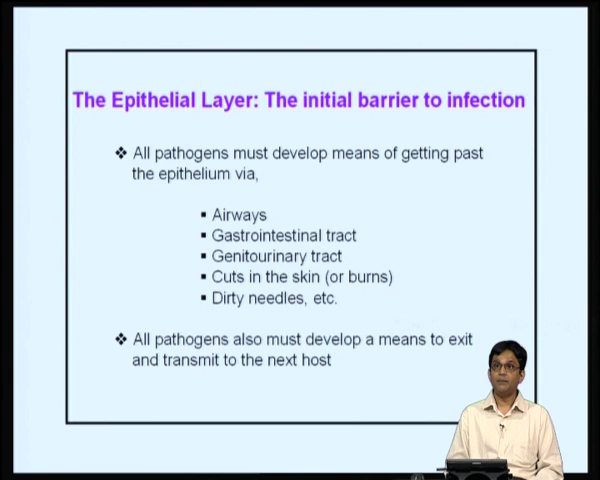 The Epithelial Layer: The initial barrier to infection
❖ All pathogens must develop means of getting past
the epithelium via,
▪ Airways
▪ Gastrointestinal tract
▪ Genitourinary tract
▪ Cuts in the skin (or burns)
▪ Dirty needles, etc.
❖ All pathogens also must develop a means to exit
and transmit to the next host